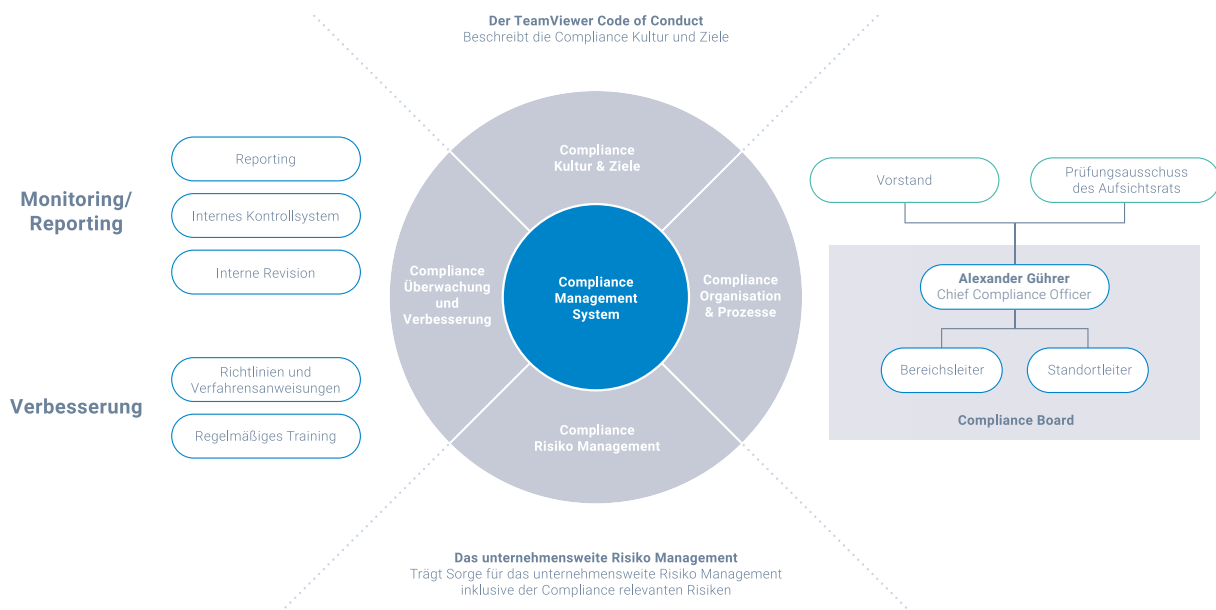 Der TeamViewer Code of Conduct
Beschreibt die Compliance Kultur und Ziele
Monitoring/
Reporting
Reporting
Internes Kontrollsystem
Interne Revision
Verbesserung
Richtlinien und
Verfahrensanweisungen
Regelmäßiges Training
Compliance
Kultur & Ziele
Compliance
Überwachung
und
Verbesserung
Compliance
Management
System
Compliance
Organisation
& Prozesse
Compliance
Risiko Management
Vorstand
Prüfungsausschuss
des Aufsichtsrats
Alexander Gührer
Chief Compliance Officer
Bereichsleiter
Standortleiter
Compliance Board
Das unternehmensweite Risiko Management
Trägt Sorge für das unternehmensweite Risiko Management
inklusive der Compliance relevanten Risiken